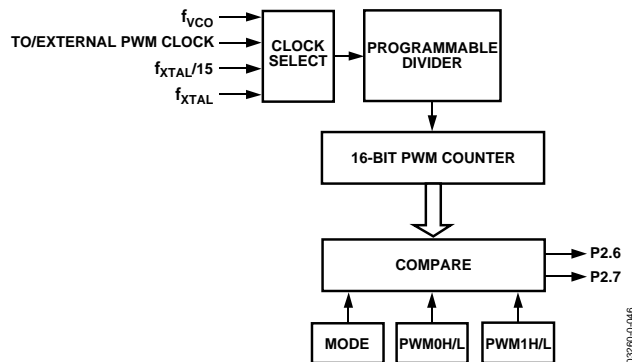 fVCO
TO/EXTERNAL PWM CLOCK
fXTAL/15
fXTAL
CLOCK
SELECT
PROGRAMMABLE
DIVIDER
16-BIT PWM COUNTER
COMPARE
P2.6
P2.7
MODE
PWM0H/L
PWM1H/L
03260-0-046